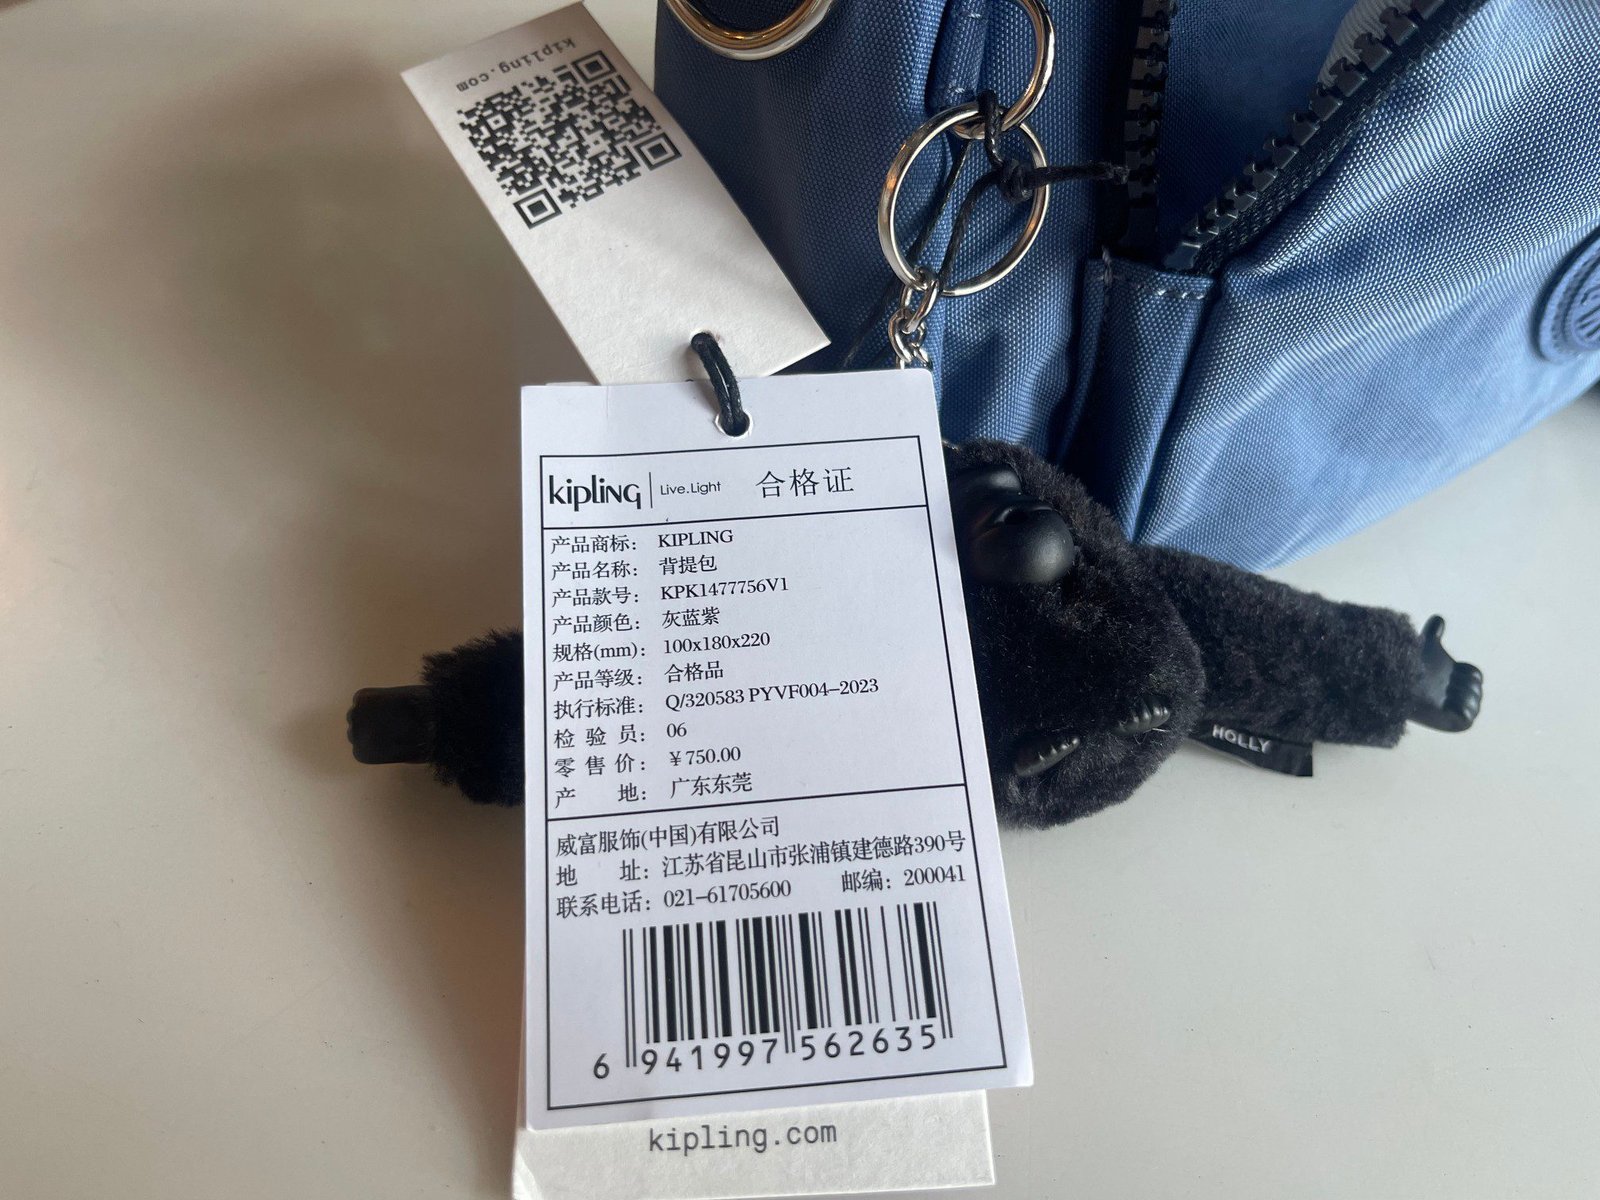 kipling.com
kipling | Live.Light 合格证
产品商标： KIPLING
产品名称： 背提包
产品款号： KPK1477756V1
产品颜色： 灰蓝紫
规格(mm)： 100x180x220
产品等级： 合格品
执行标准： Q/320583 PYVF004-2023
检 验 员： 06
零 售 价： ￥750.00
产 地： 广东东莞
威富服饰(中国)有限公司
地 址：江苏省昆山市张浦镇建德路390号
联系电话：021-61705600 邮编：200041
6 941997 562635
kipling.com
HOLLY